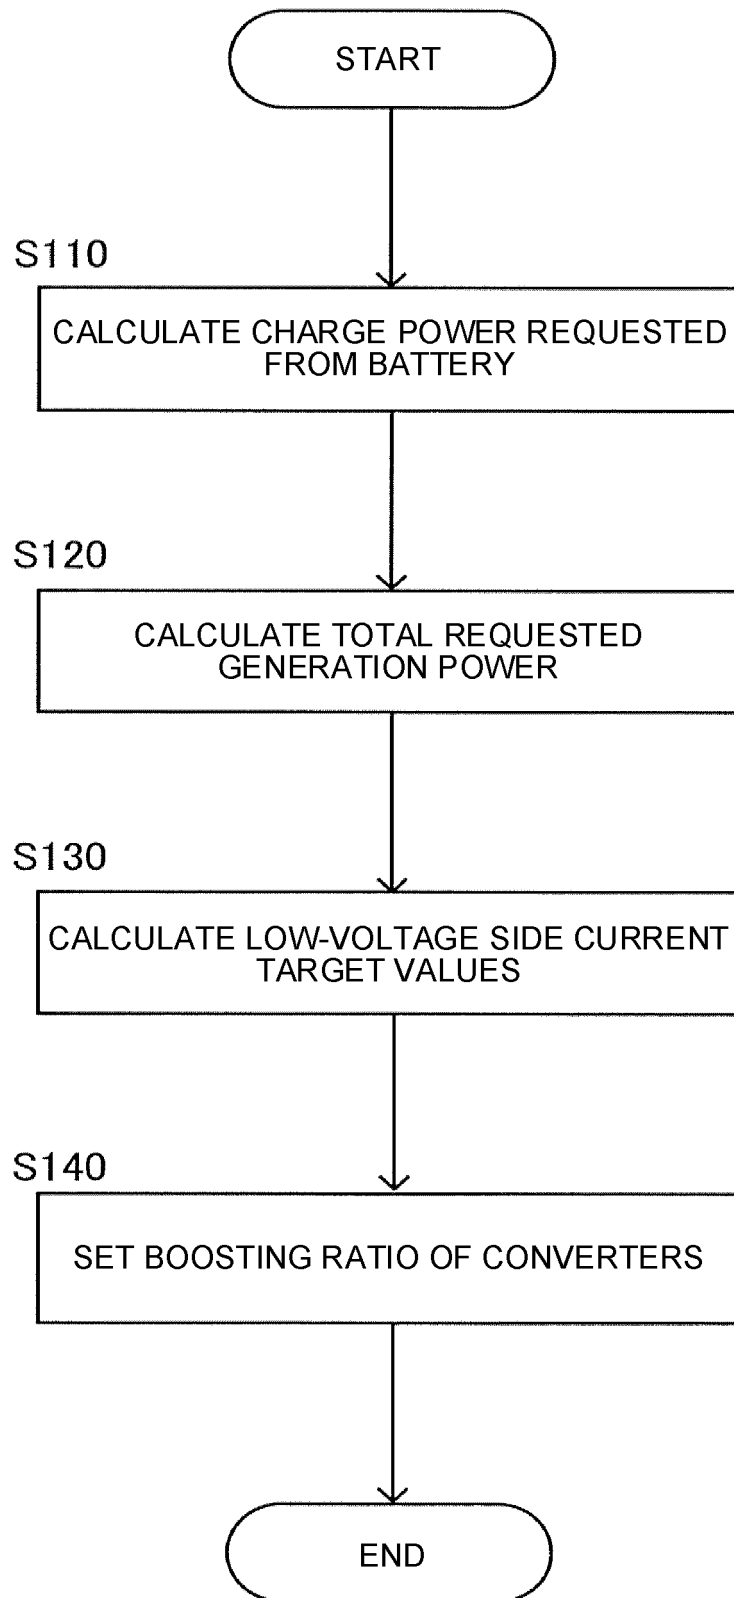 START
S110
CALCULATE CHARGE POWER REQUESTED
FROM BATTERY
S120
CALCULATE TOTAL REQUESTED
GENERATION POWER
S130
CALCULATE LOW-VOLTAGE SIDE CURRENT
TARGET VALUES
S140
SET BOOSTING RATIO OF CONVERTERS
END